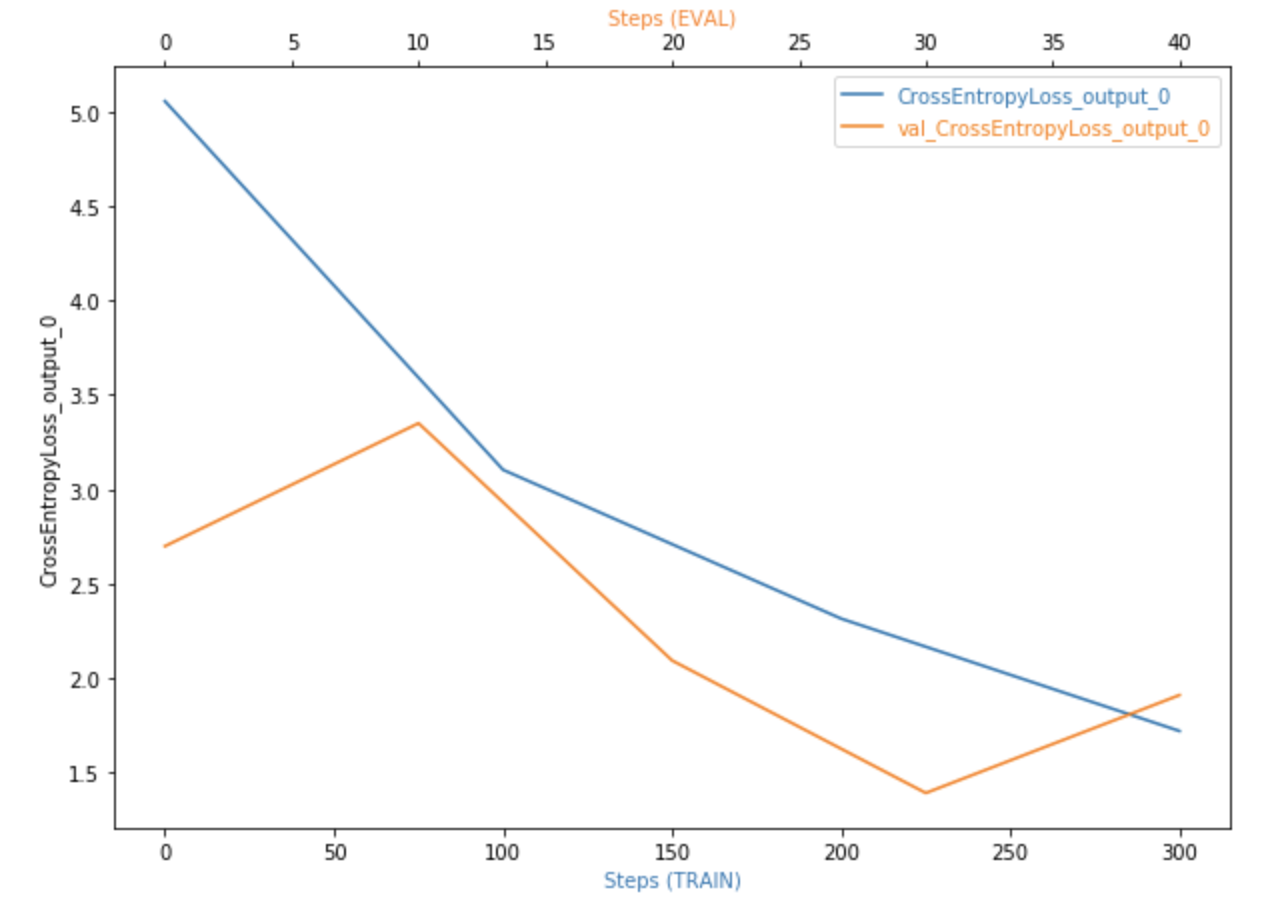 Steps (EVAL)
0 5 10 15 20 25 30 35 40
CrossEntropyLoss_output_0
val_CrossEntropyLoss_output_0
CrossEntropyLoss_output_0
5.0
4.5
4.0
3.5
3.0
2.5
2.0
1.5
0 50 100 150 200 250 300
Steps (TRAIN)